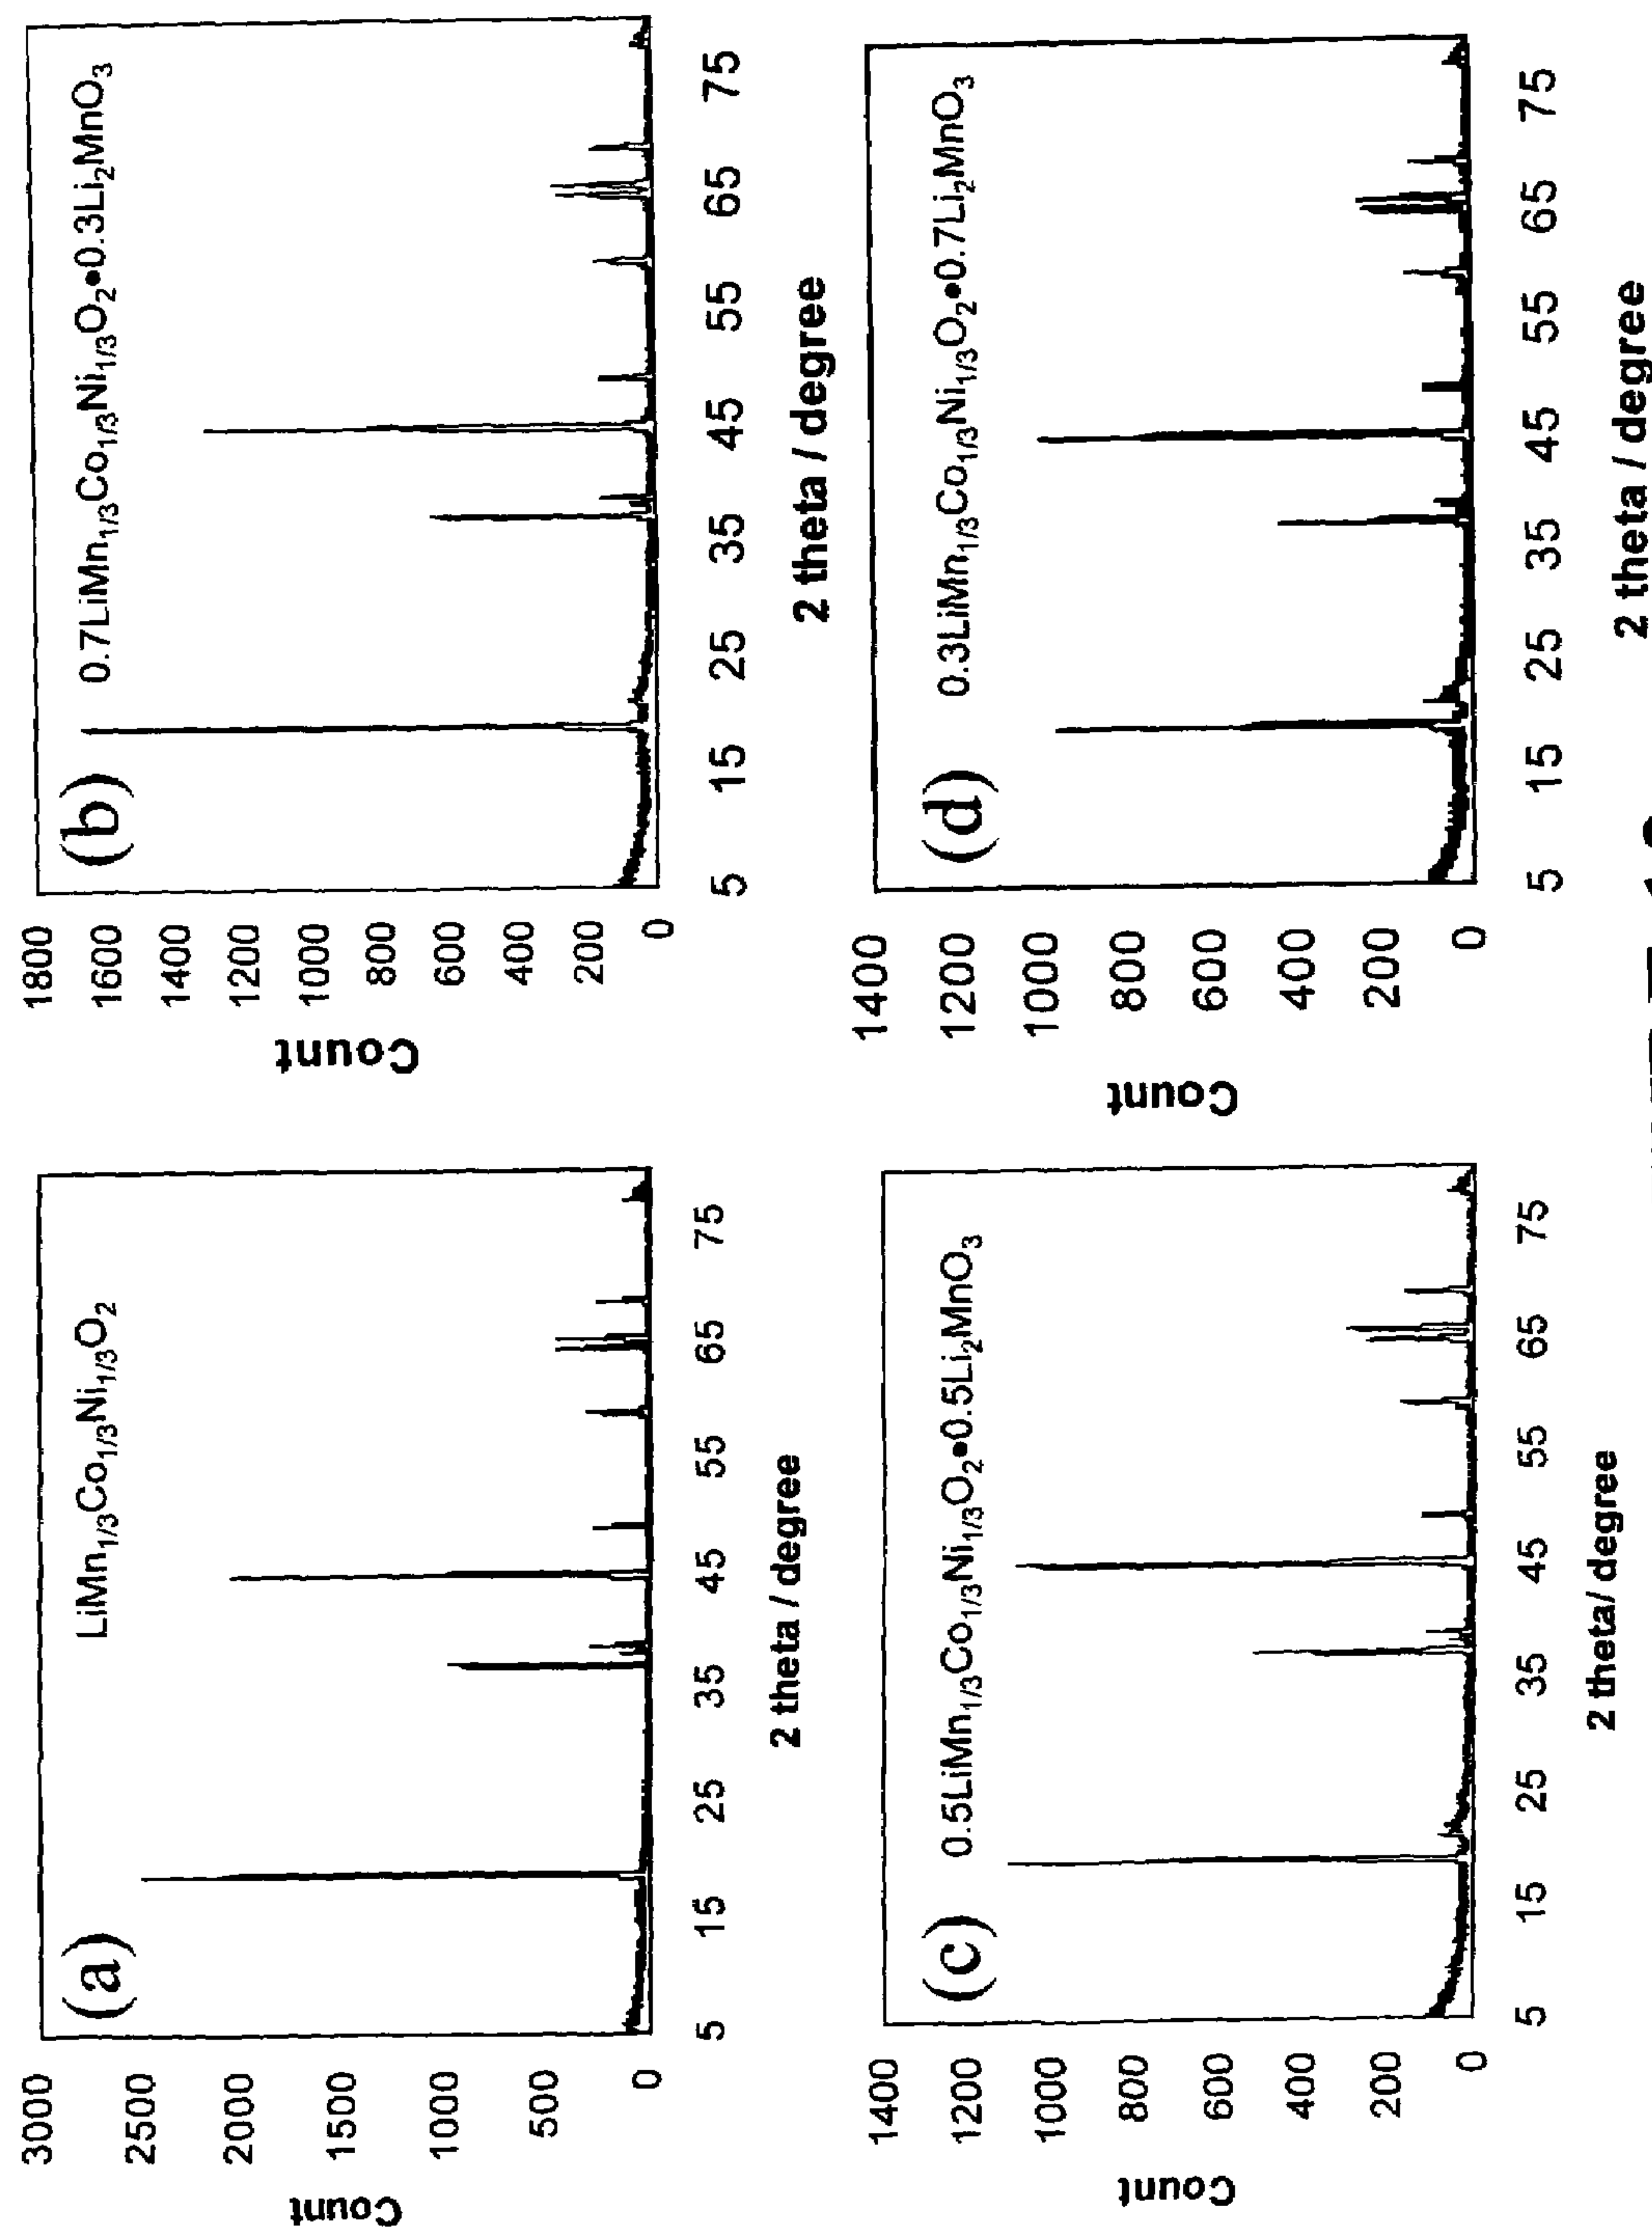 (a)
LiMn1/3Co1/3Ni1/3O2
Count
3000
2500
2000
1500
1000
500
0
5 15 25 35 45 55 65 75
2 theta / degree
(b)
0.7LiMn1/3Co1/3Ni1/3O2•0.3Li2MnO3
Count
1800
1600
1400
1200
1000
800
600
400
200
0
5 15 25 35 45 55 65 75
2 theta / degree
(c)
0.5LiMn1/3Co1/3Ni1/3O2•0.5Li2MnO3
Count
1400
1200
1000
800
600
400
200
0
5 15 25 35 45 55 65 75
2 theta/ degree
(d)
0.3LiMn1/3Co1/3Ni1/3O2•0.7Li2MnO3
Count
1400
1200
1000
800
600
400
200
0
5 15 25 35 45 55 65 75
2 theta / degree